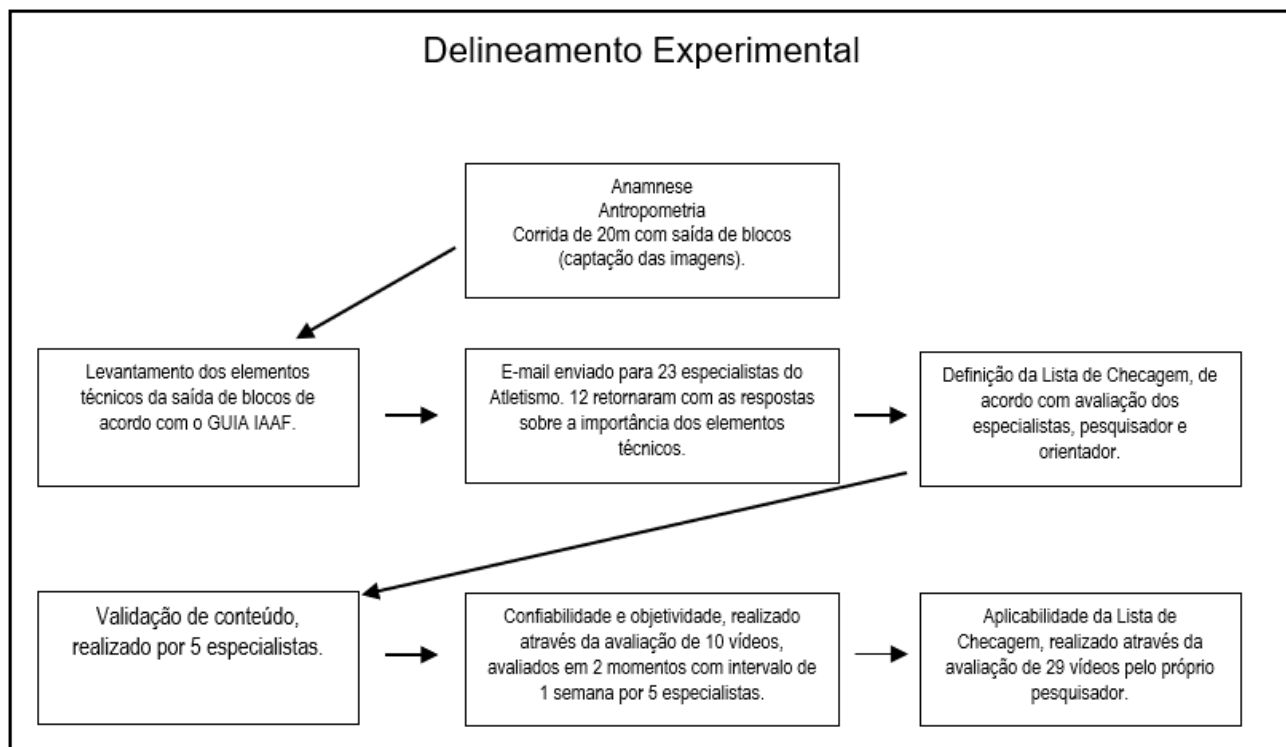 Delineamento Experimental
Anamnese
Antropometria
Corrida de 20m com saída de blocos
(captação das imagens).
Levantamento dos elementos
técnicos da saída de blocos de
acordo com o GUIA IAAF.
E-mail enviado para 23 especialistas do
Atletismo. 12 retornaram com as respostas
sobre a importância dos elementos
técnicos.
Definição da Lista de Checagem, de
acordo com avaliação dos
especialistas, pesquisador e
orientador.
Validação de conteúdo,
realizado por 5 especialistas.
Confiabilidade e objetividade, realizado
através da avaliação de 10 vídeos,
avaliados em 2 momentos com intervalo de
1 semana por 5 especialistas.
Aplicabilidade da Lista de
Checagem, realizado através da
avaliação de 29 vídeos pelo próprio
pesquisador.